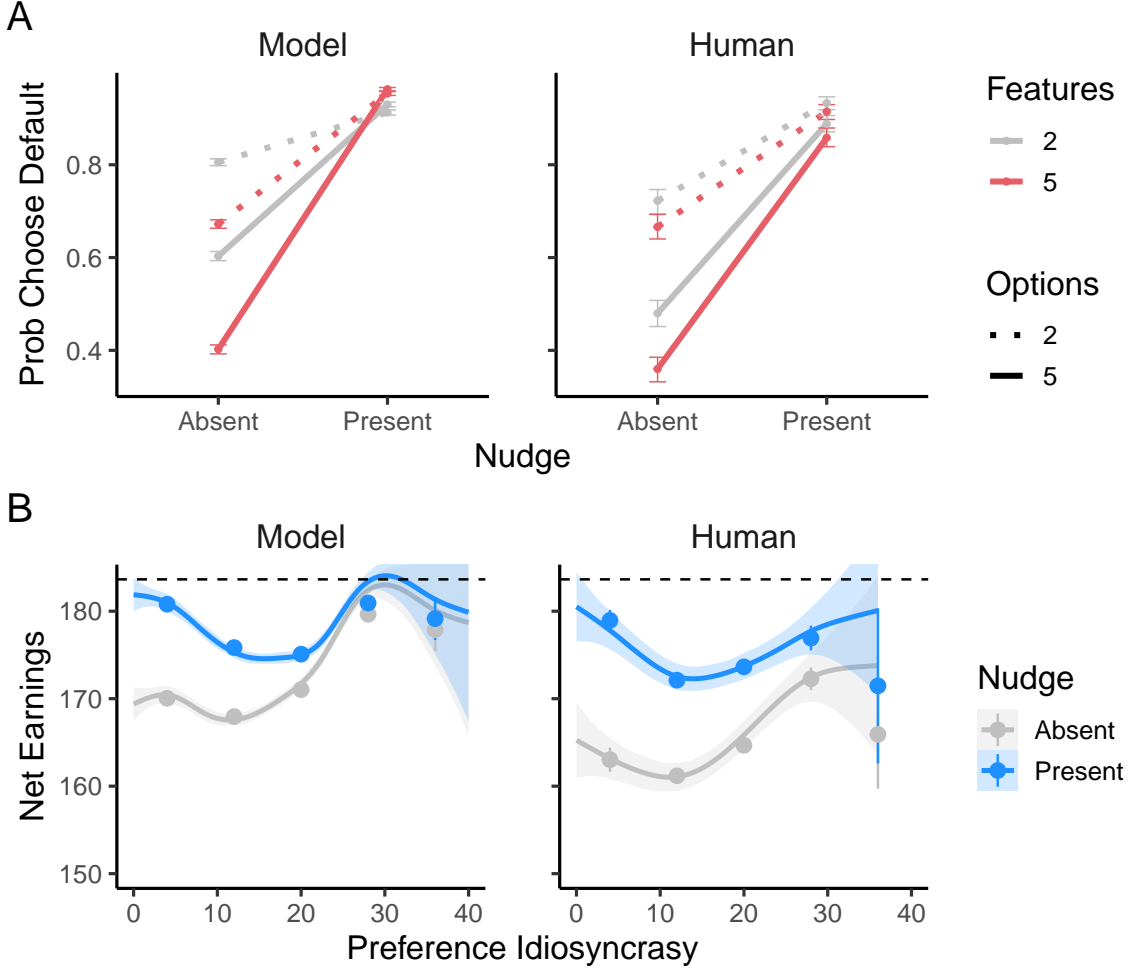 A
Model
Human
Prob Choose Default
0.8
0.6
0.4
Absent
Present
Absent
Present
Nudge
Features
2
5
Options
2
5
B
Model
Human
Net Earnings
180
170
160
150
0 10 20 30 40
0 10 20 30 40
Preference Idiosyncrasy
Nudge
Absent
Present